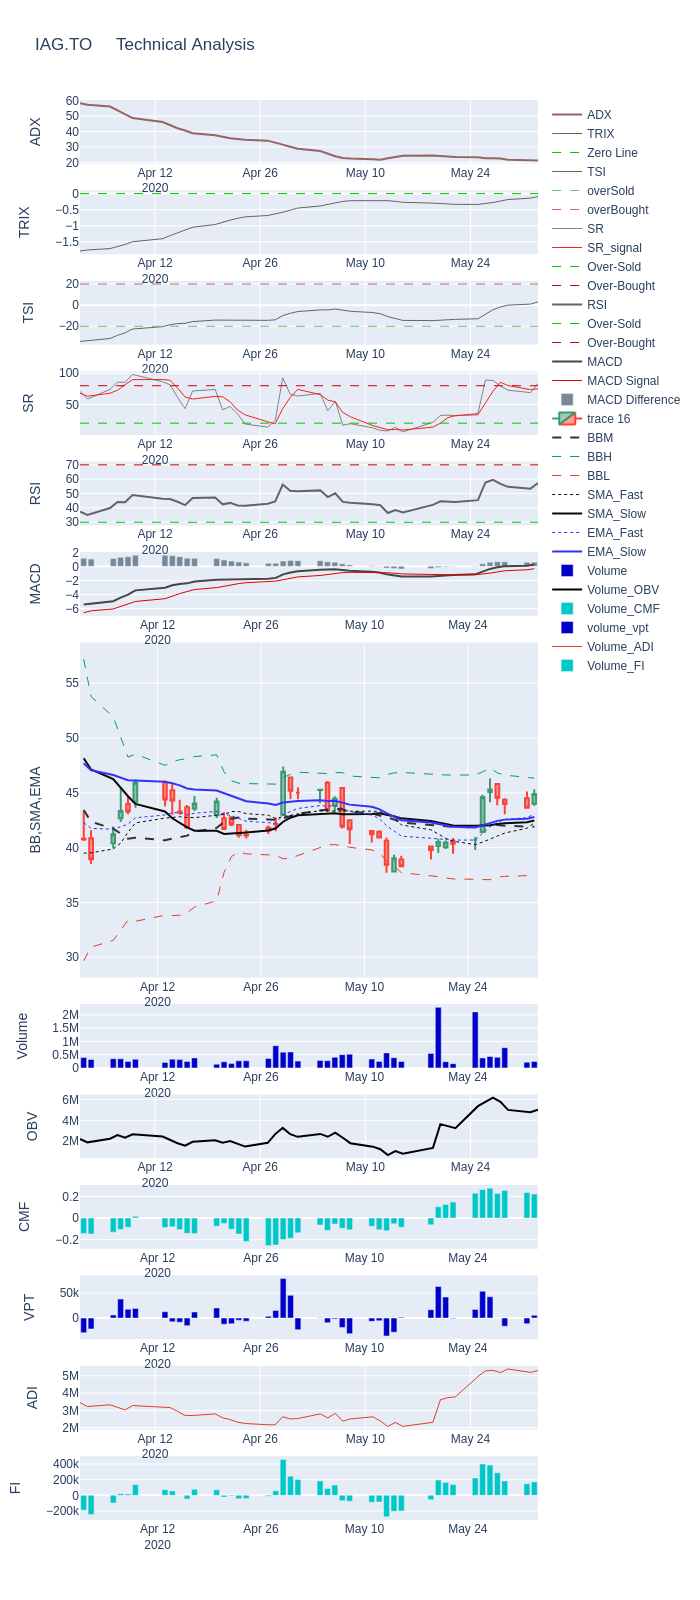 IAG.TO Technical Analysis
ADX
60
50
40
30
20
Apr 12
2020
Apr 26
May 10
May 24
TRIX
0
−0.5
−1
−1.5
Apr 12
2020
Apr 26
May 10
May 24
TSI
20
0
−20
Apr 12
2020
Apr 26
May 10
May 24
SR
100
50
Apr 12
2020
Apr 26
May 10
May 24
RSI
70
60
50
40
30
Apr 12
2020
Apr 26
May 10
May 24
MACD
2
0
−2
−4
−6
Apr 12
2020
Apr 26
May 10
May 24
BB,SMA,EMA
55
50
45
40
35
30
Apr 12
2020
Apr 26
May 10
May 24
Volume
2M
1.5M
1M
0.5M
0
Apr 12
2020
Apr 26
May 10
May 24
OBV
6M
4M
2M
Apr 12
2020
Apr 26
May 10
May 24
CMF
0.2
0
−0.2
Apr 12
2020
Apr 26
May 10
May 24
VPT
50k
0
Apr 12
2020
Apr 26
May 10
May 24
ADI
5M
4M
3M
2M
Apr 12
2020
Apr 26
May 10
May 24
FI
400k
200k
0
−200k
Apr 12
2020
Apr 26
May 10
May 24
ADX
TRIX
Zero Line
TSI
overSold
overBought
SR
SR_signal
Over-Sold
Over-Bought
RSI
Over-Sold
Over-Bought
MACD
MACD Signal
MACD Difference
trace 16
BBM
BBH
BBL
SMA_Fast
SMA_Slow
EMA_Fast
EMA_Slow
Volume
Volume_OBV
Volume_CMF
volume_vpt
Volume_ADI
Volume_FI